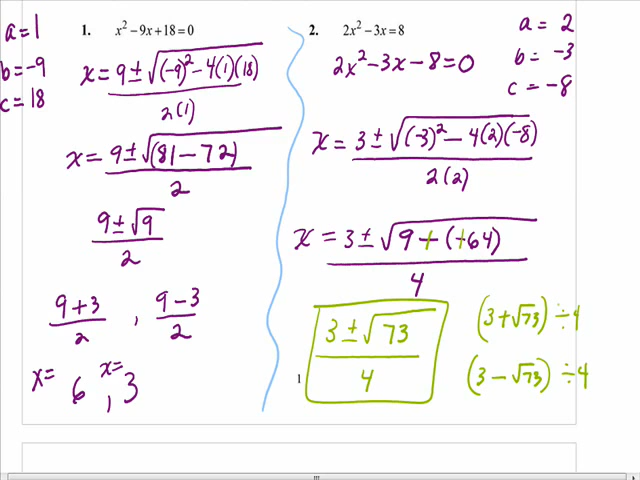 a = 1
b = -9
c = 18
1. x² - 9x + 18 = 0
x = 9 ± √((-9)² - 4(1)(18)) / 2(1)
x = 9 ± √(81 - 72) / 2
9 ± √9 / 2
9 + 3 / 2 , 9 - 3 / 2
x = 6 , x = 3
2. 2x² - 3x = 8
a = 2
b = -3
c = -8
2x² - 3x - 8 = 0
x = 3 ± √((-3)² - 4(2)(-8)) / 2(2)
x = 3 ± √(9 + (+64)) / 4
3 ± √73 / 4
(3 + √73) ÷ 4
(3 - √73) ÷ 4
1